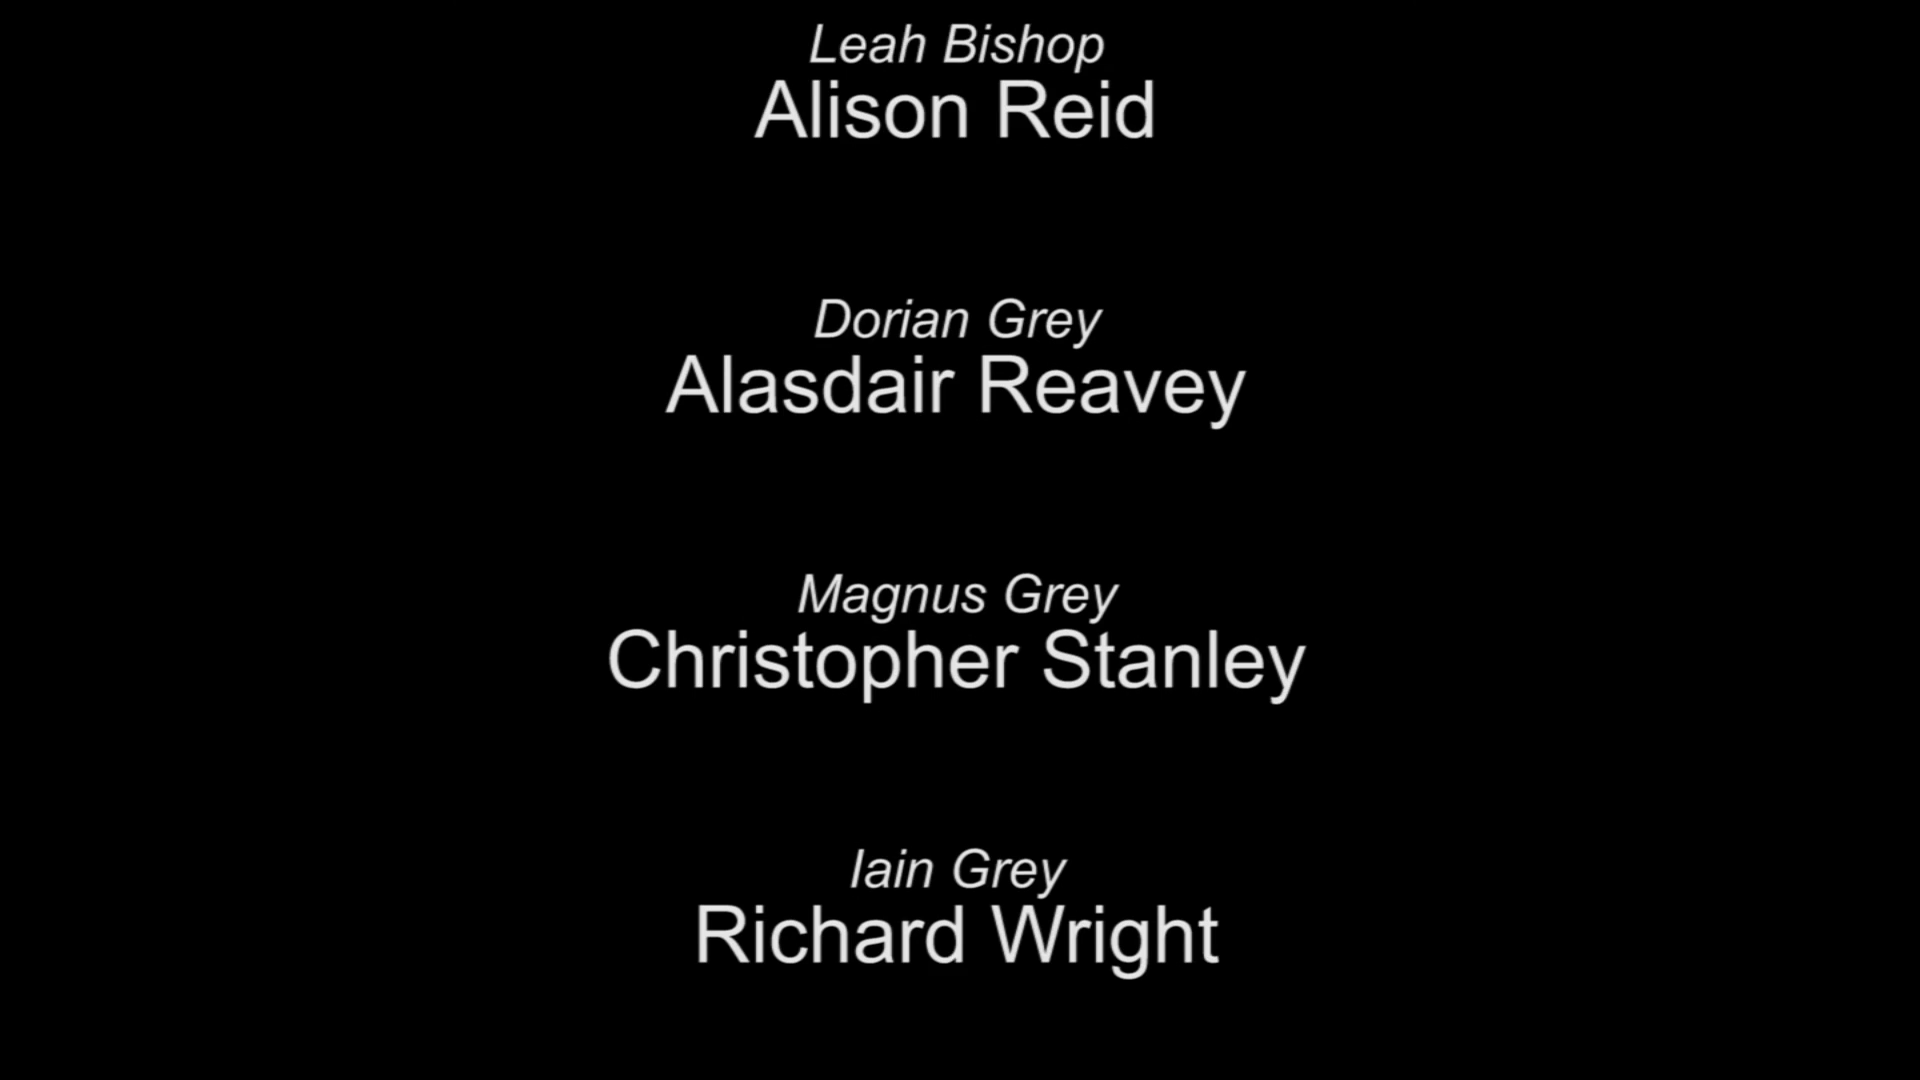 Leah Bishop
Alison Reid
Dorian Grey
Alasdair Reavey
Magnus Grey
Christopher Stanley
Iain Grey
Richard Wright